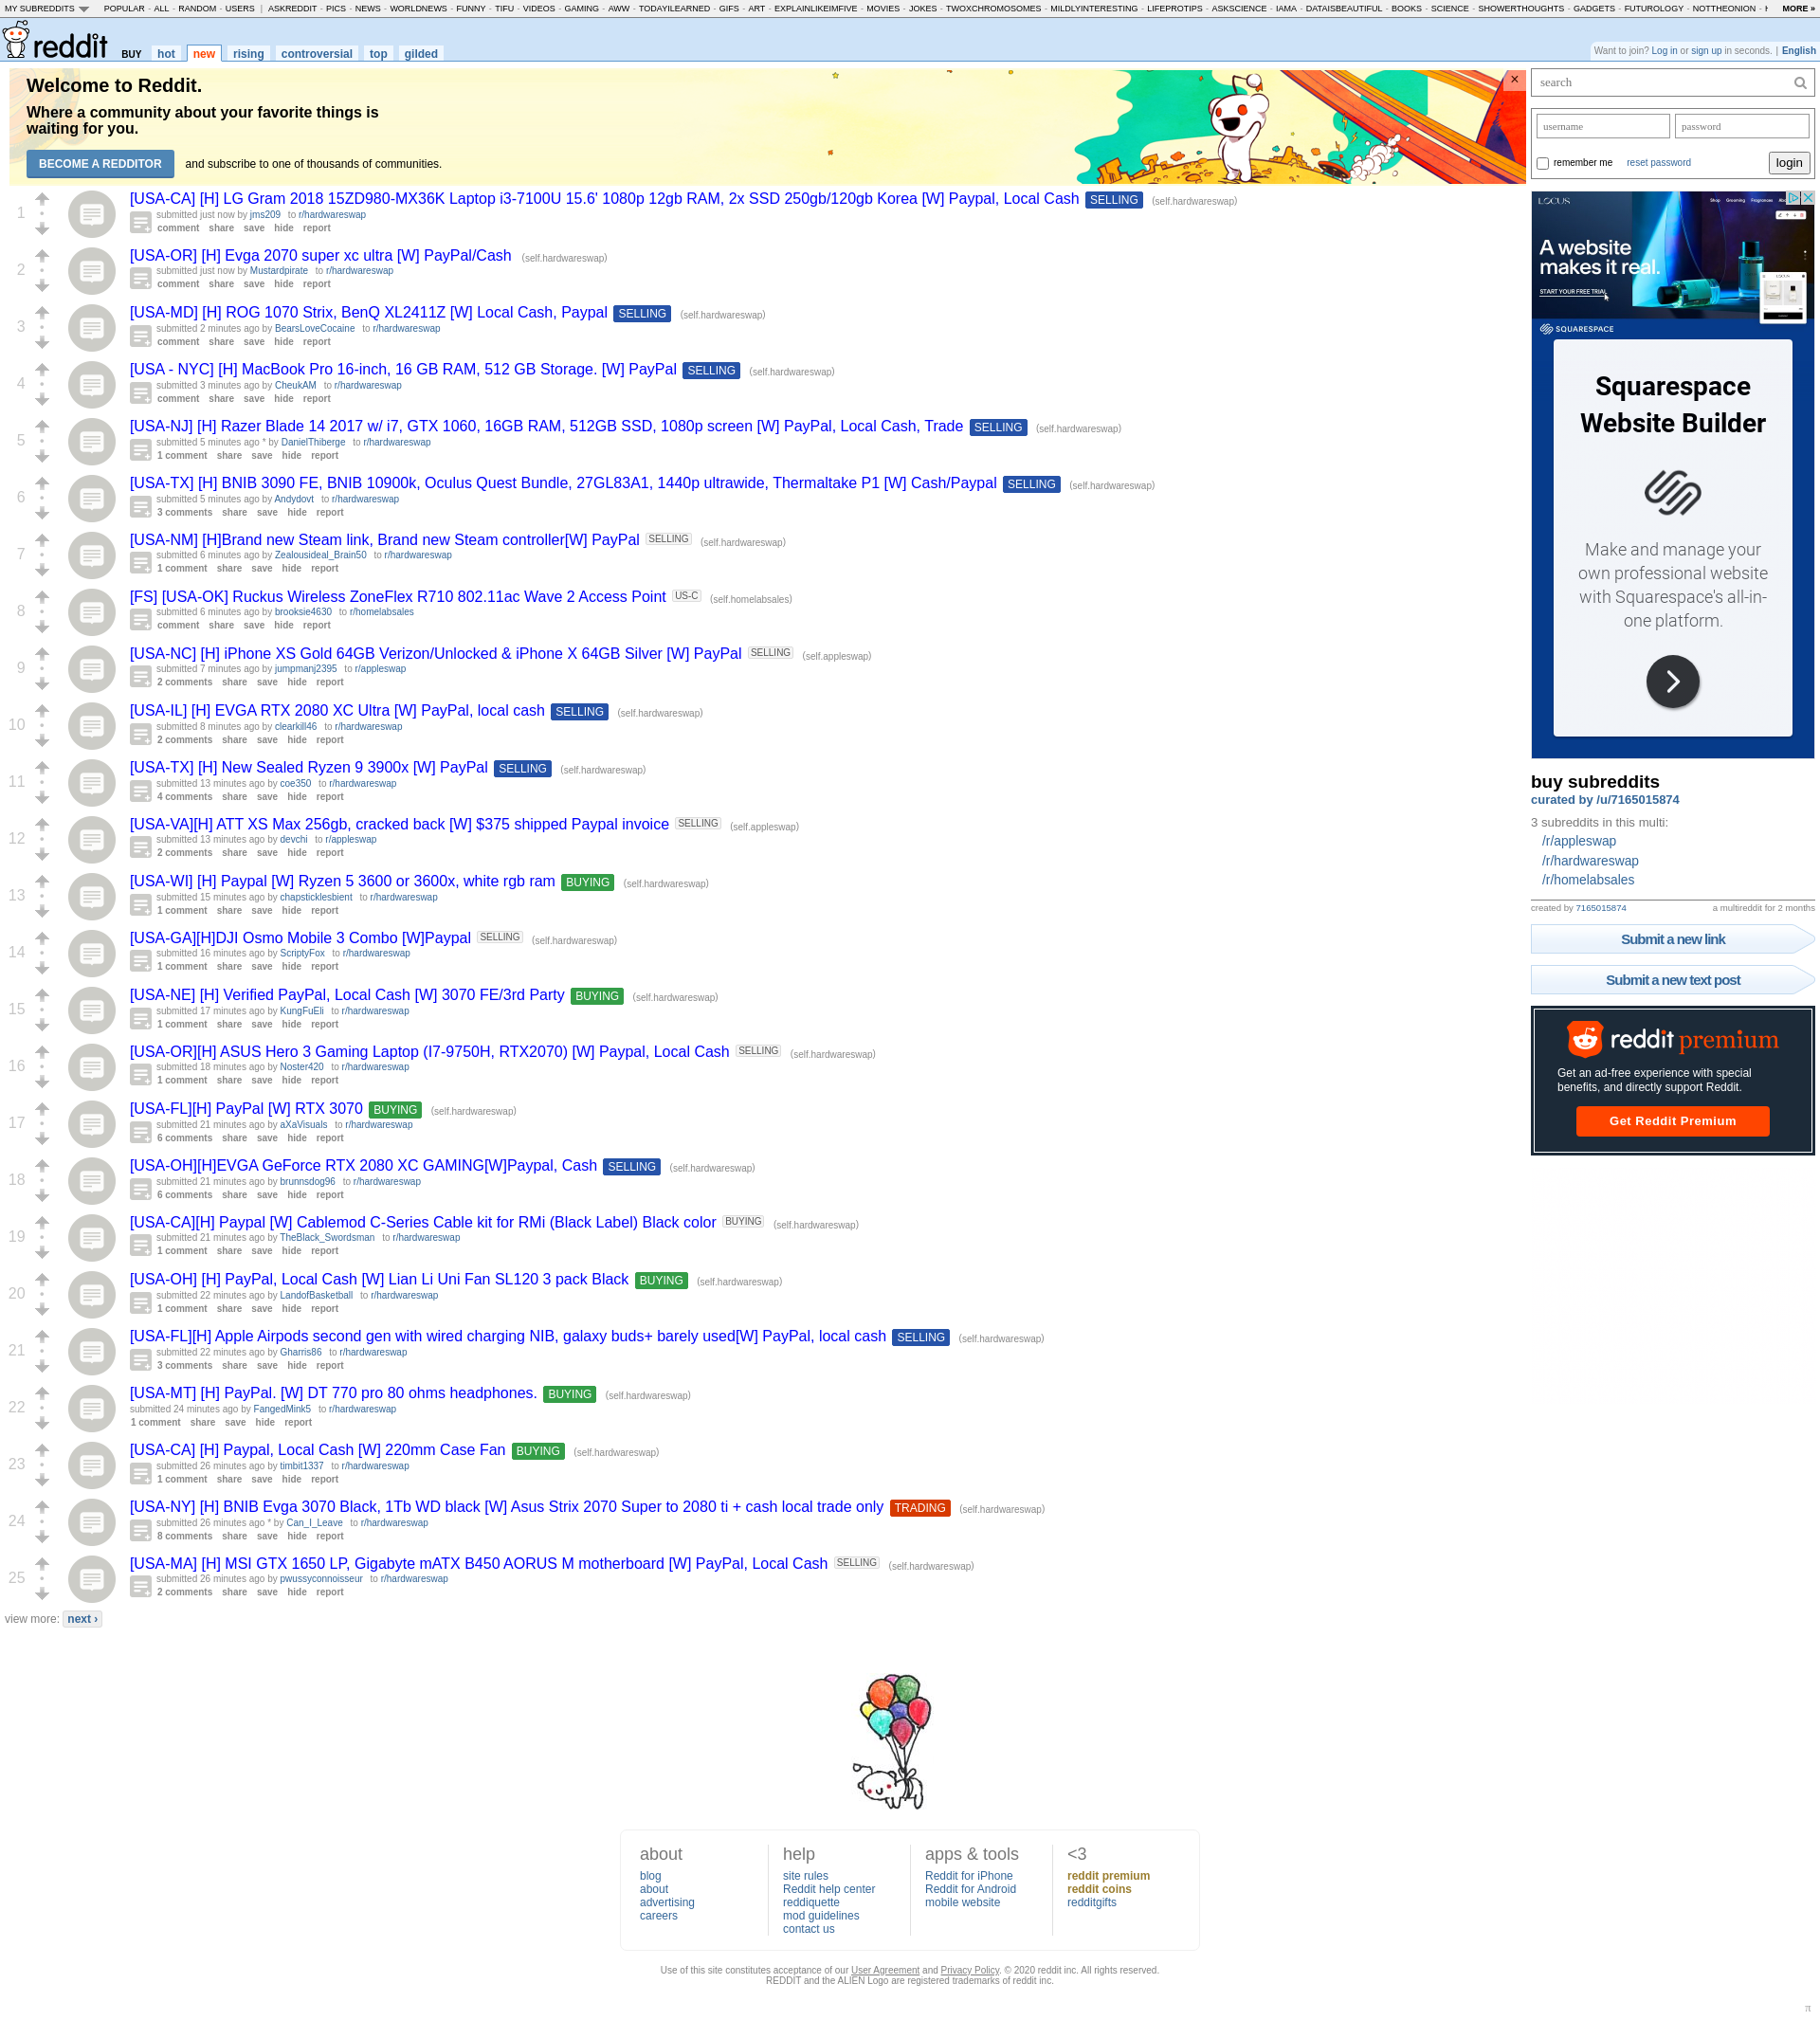 MY SUBREDDITS POPULAR - ALL - RANDOM - USERS | ASKREDDIT - PICS - NEWS - WORLDNEWS - FUNNY - TIFU - VIDEOS - GAMING - AWW - TODAYILEARNED - GIFS - ART - EXPLAINLIKEIMFIVE - MOVIES - JOKES - TWOXCHROMOSOMES - MILDLYINTERESTING - LIFEPROTIPS - ASKSCIENCE - IAMA - DATAISBEAUTIFUL - BOOKS - SCIENCE - SHOWERTHOUGHTS - GADGETS - FUTUROLOGY - NOTTHEONION - MORE »
reddit BUY hot new rising controversial top gilded
Want to join? Log in or sign up in seconds. | English
Welcome to Reddit.
Where a community about your favorite things is
waiting for you.
BECOME A REDDITOR and subscribe to one of thousands of communities.
×
1
[USA-CA] [H] LG Gram 2018 15ZD980-MX36K Laptop i3-7100U 15.6' 1080p 12gb RAM, 2x SSD 250gb/120gb Korea [W] Paypal, Local Cash SELLING (self.hardwareswap)
submitted just now by jms209 to r/hardwareswap
comment share save hide report
2
[USA-OR] [H] Evga 2070 super xc ultra [W] PayPal/Cash (self.hardwareswap)
submitted just now by Mustardpirate to r/hardwareswap
comment share save hide report
3
[USA-MD] [H] ROG 1070 Strix, BenQ XL2411Z [W] Local Cash, Paypal SELLING (self.hardwareswap)
submitted 2 minutes ago by BearsLoveCocaine to r/hardwareswap
comment share save hide report
4
[USA - NYC] [H] MacBook Pro 16-inch, 16 GB RAM, 512 GB Storage. [W] PayPal SELLING (self.hardwareswap)
submitted 3 minutes ago by CheukAM to r/hardwareswap
comment share save hide report
5
[USA-NJ] [H] Razer Blade 14 2017 w/ i7, GTX 1060, 16GB RAM, 512GB SSD, 1080p screen [W] PayPal, Local Cash, Trade SELLING (self.hardwareswap)
submitted 5 minutes ago * by DanielThiberge to r/hardwareswap
1 comment share save hide report
6
[USA-TX] [H] BNIB 3090 FE, BNIB 10900k, Oculus Quest Bundle, 27GL83A1, 1440p ultrawide, Thermaltake P1 [W] Cash/Paypal SELLING (self.hardwareswap)
submitted 5 minutes ago by Andydovt to r/hardwareswap
3 comments share save hide report
7
[USA-NM] [H]Brand new Steam link, Brand new Steam controller[W] PayPal SELLING (self.hardwareswap)
submitted 6 minutes ago by Zealousideal_Brain50 to r/hardwareswap
1 comment share save hide report
8
[FS] [USA-OK] Ruckus Wireless ZoneFlex R710 802.11ac Wave 2 Access Point US-C (self.homelabsales)
submitted 6 minutes ago by brooksie4630 to r/homelabsales
comment share save hide report
9
[USA-NC] [H] iPhone XS Gold 64GB Verizon/Unlocked & iPhone X 64GB Silver [W] PayPal SELLING (self.appleswap)
submitted 7 minutes ago by jumpmanj2395 to r/appleswap
2 comments share save hide report
10
[USA-IL] [H] EVGA RTX 2080 XC Ultra [W] PayPal, local cash SELLING (self.hardwareswap)
submitted 8 minutes ago by clearkill46 to r/hardwareswap
2 comments share save hide report
11
[USA-TX] [H] New Sealed Ryzen 9 3900x [W] PayPal SELLING (self.hardwareswap)
submitted 13 minutes ago by coe350 to r/hardwareswap
4 comments share save hide report
12
[USA-VA][H] ATT XS Max 256gb, cracked back [W] $375 shipped Paypal invoice SELLING (self.appleswap)
submitted 13 minutes ago by devchi to r/appleswap
2 comments share save hide report
13
[USA-WI] [H] Paypal [W] Ryzen 5 3600 or 3600x, white rgb ram BUYING (self.hardwareswap)
submitted 15 minutes ago by chapsticklesbient to r/hardwareswap
1 comment share save hide report
14
[USA-GA][H]DJI Osmo Mobile 3 Combo [W]Paypal SELLING (self.hardwareswap)
submitted 16 minutes ago by ScriptyFox to r/hardwareswap
1 comment share save hide report
15
[USA-NE] [H] Verified PayPal, Local Cash [W] 3070 FE/3rd Party BUYING (self.hardwareswap)
submitted 17 minutes ago by KungFuEli to r/hardwareswap
1 comment share save hide report
16
[USA-OR][H] ASUS Hero 3 Gaming Laptop (I7-9750H, RTX2070) [W] Paypal, Local Cash SELLING (self.hardwareswap)
submitted 18 minutes ago by Noster420 to r/hardwareswap
1 comment share save hide report
17
[USA-FL][H] PayPal [W] RTX 3070 BUYING (self.hardwareswap)
submitted 21 minutes ago by aXaVisuals to r/hardwareswap
6 comments share save hide report
18
[USA-OH][H]EVGA GeForce RTX 2080 XC GAMING[W]Paypal, Cash SELLING (self.hardwareswap)
submitted 21 minutes ago by brunnsdog96 to r/hardwareswap
6 comments share save hide report
19
[USA-CA][H] Paypal [W] Cablemod C-Series Cable kit for RMi (Black Label) Black color BUYING (self.hardwareswap)
submitted 21 minutes ago by TheBlack_Swordsman to r/hardwareswap
1 comment share save hide report
20
[USA-OH] [H] PayPal, Local Cash [W] Lian Li Uni Fan SL120 3 pack Black BUYING (self.hardwareswap)
submitted 22 minutes ago by LandofBasketball to r/hardwareswap
1 comment share save hide report
21
[USA-FL][H] Apple Airpods second gen with wired charging NIB, galaxy buds+ barely used[W] PayPal, local cash SELLING (self.hardwareswap)
submitted 22 minutes ago by Gharris86 to r/hardwareswap
3 comments share save hide report
22
[USA-MT] [H] PayPal. [W] DT 770 pro 80 ohms headphones. BUYING (self.hardwareswap)
submitted 24 minutes ago by FangedMink5 to r/hardwareswap
1 comment share save hide report
23
[USA-CA] [H] Paypal, Local Cash [W] 220mm Case Fan BUYING (self.hardwareswap)
submitted 26 minutes ago by timbit1337 to r/hardwareswap
1 comment share save hide report
24
[USA-NY] [H] BNIB Evga 3070 Black, 1Tb WD black [W] Asus Strix 2070 Super to 2080 ti + cash local trade only TRADING (self.hardwareswap)
submitted 26 minutes ago * by Can_I_Leave to r/hardwareswap
8 comments share save hide report
25
[USA-MA] [H] MSI GTX 1650 LP, Gigabyte mATX B450 AORUS M motherboard [W] PayPal, Local Cash SELLING (self.hardwareswap)
submitted 26 minutes ago by pwussyconnoisseur to r/hardwareswap
2 comments share save hide report
view more: next ›
search
username password
remember me reset password login
LOCUS
A website
makes it real.
START YOUR FREE TRIAL
SQUARESPACE
Squarespace
Website Builder
Make and manage your
own professional website
with Squarespace's all-in-
one platform.
buy subreddits
curated by /u/7165015874
3 subreddits in this multi:
/r/appleswap
/r/hardwareswap
/r/homelabsales
created by 7165015874 a multireddit for 2 months
Submit a new link
Submit a new text post
reddit premium
Get an ad-free experience with special
benefits, and directly support Reddit.
Get Reddit Premium
about
blog
about
advertising
careers
help
site rules
Reddit help center
reddiquette
mod guidelines
contact us
apps & tools
Reddit for iPhone
Reddit for Android
mobile website
<3
reddit premium
reddit coins
redditgifts
Use of this site constitutes acceptance of our User Agreement and Privacy Policy. © 2020 reddit inc. All rights reserved.
REDDIT and the ALIEN Logo are registered trademarks of reddit inc.
π